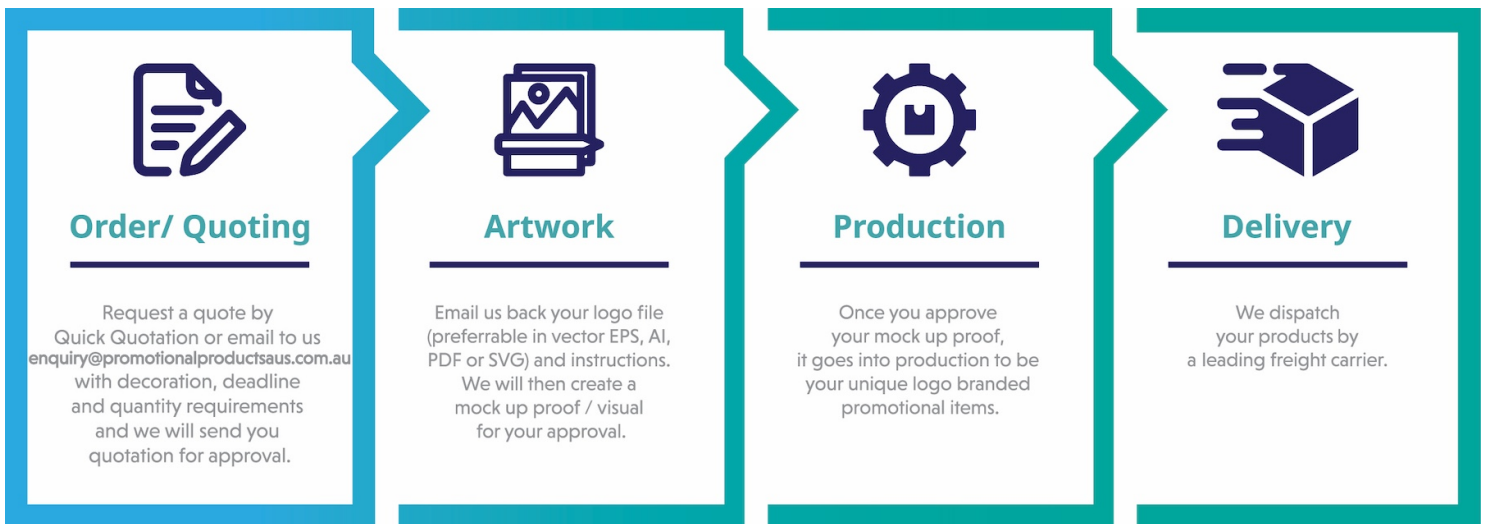 Order/ Quoting
Request a quote by
Quick Quotation or email to us
enquiry@promotionalproductsaus.com.au
with decoration, deadline
and quantity requirements
and we will send you
quotation for approval.
Artwork
Email us back your logo file
(preferrable in vector EPS, AI,
PDF or SVG) and instructions.
We will then create a
mock up proof / visual
for your approval.
Production
Once you approve
your mock up proof,
it goes into production to be
your unique logo branded
promotional items.
Delivery
We dispatch
your products by
a leading freight carrier.